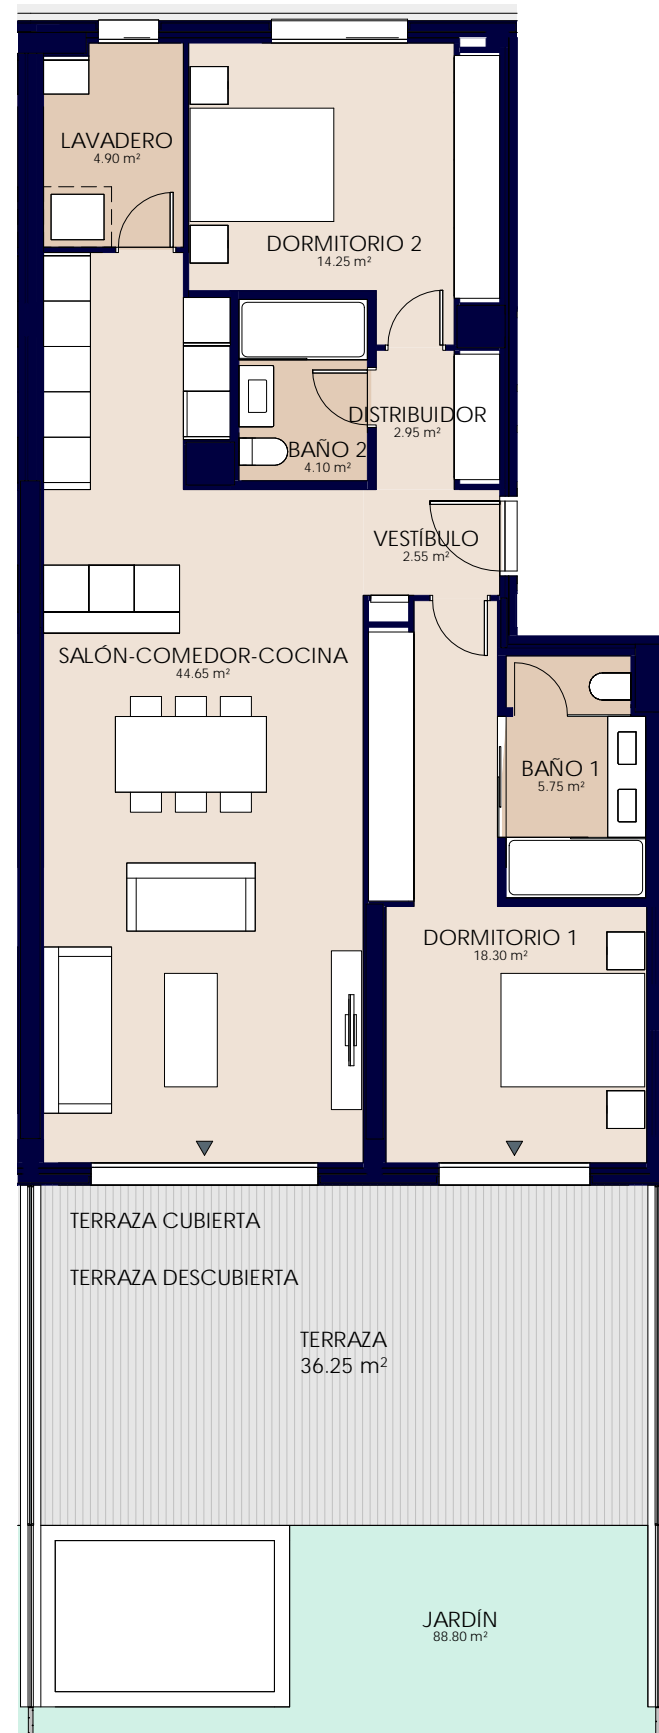 LAVADERO
4.90 m²
DORMITORIO 2
14.25 m²
DISTRIBUIDOR
2.95 m²
BAÑO 2
4.10 m²
VESTÍBULO
2.55 m²
SALÓN-COMEDOR-COCINA
44.65 m²
BAÑO 1
5.75 m²
DORMITORIO 1
18.30 m²
TERRAZA CUBIERTA
TERRAZA DESCUBIERTA
TERRAZA
36.25 m²
JARDÍN
88.80 m²